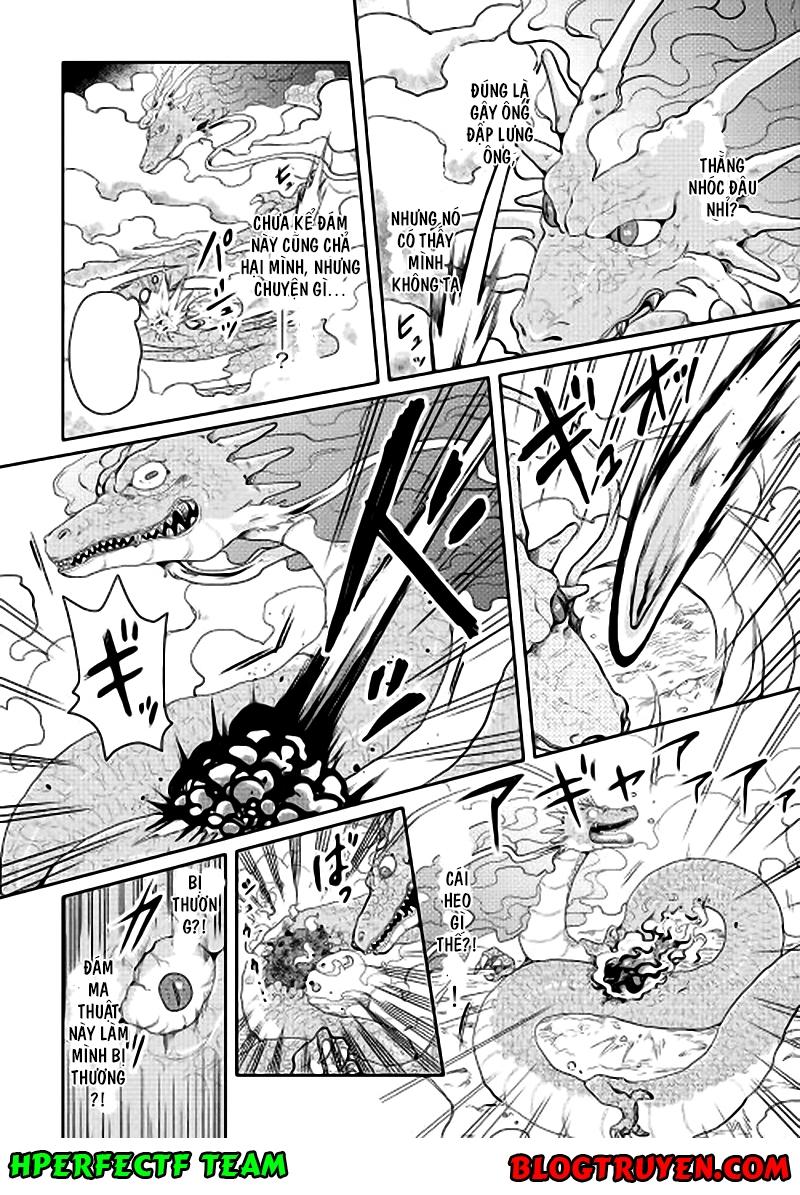 THẰNG
NHÓC ĐÂU
NHỈ?
ĐÚNG LÀ
GẬY ÔNG
ĐẬP LƯNG
ÔNG,
NHƯNG NÓ
CÓ THẤY
MÌNH
KHÔNG TA
ヒュッ
CHƯA KỂ ĐÁM
NÀY CŨNG CHẢ
HẠI MÌNH, NHƯNG
CHUYỆN GÌ...
?
ギュ
ギッ
アギャアアア
CÁI
HEO
GÌ
THẾ?!
!
ばっ
BỊ
THƯƠN
G?!
ĐÁM
MA
THUẬT
NÀY LÀM
MÌNH BỊ
THƯƠNG
?!
HPERFECTF TEAM
BLOGTRUYEN.COM